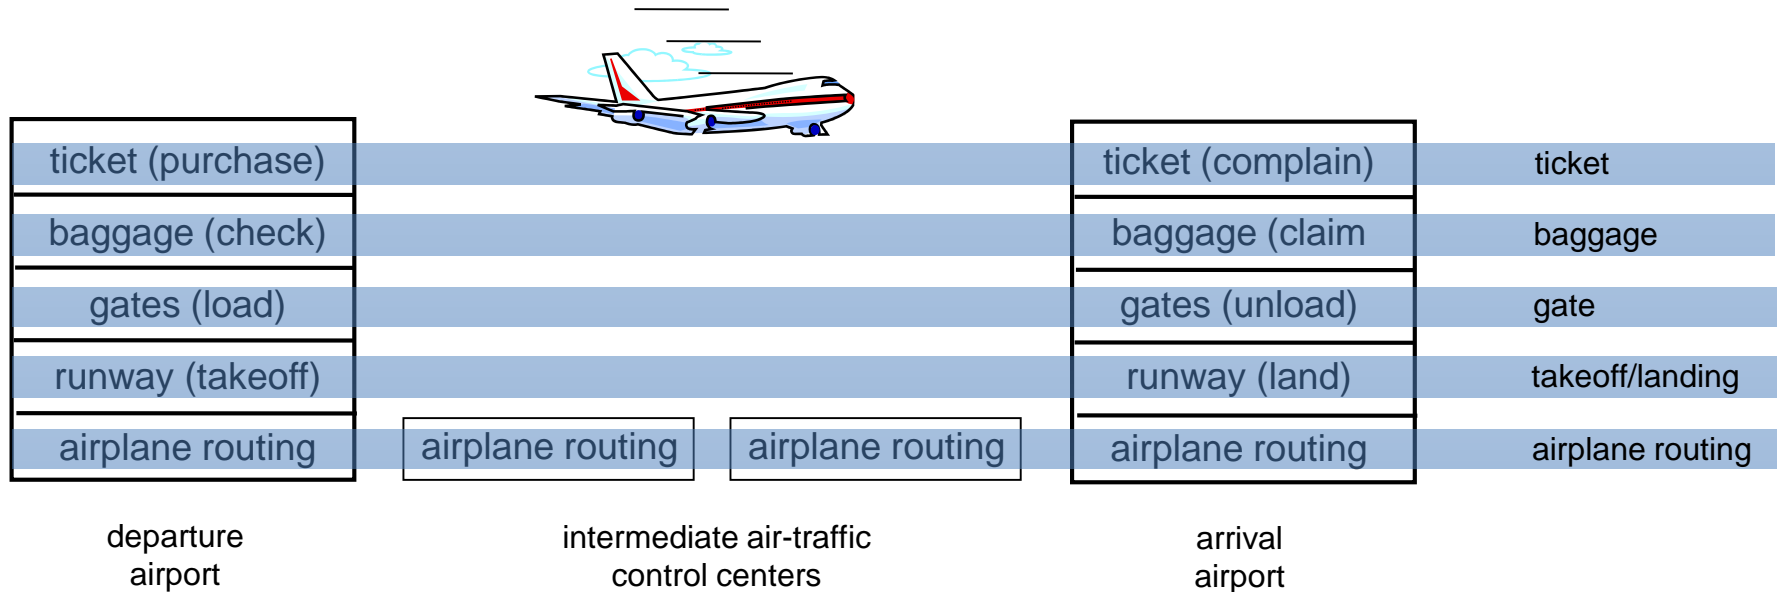 ticket (purchase)
ticket (complain)
ticket
baggage (check)
baggage (claim
baggage
gates (load)
gates (unload)
gate
runway (takeoff)
runway (land)
takeoff/landing
airplane routing
airplane routing
airplane routing
airplane routing
airplane routing
departure
airport
intermediate air-traffic
control centers
arrival
airport